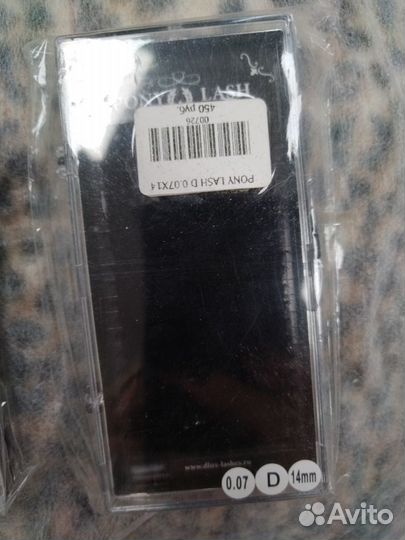 PONY LASH
450 руб.
00726
PONY LASH D 0.07X14
www.dlux-lashes.ru
0.07 D 14mm
Avito